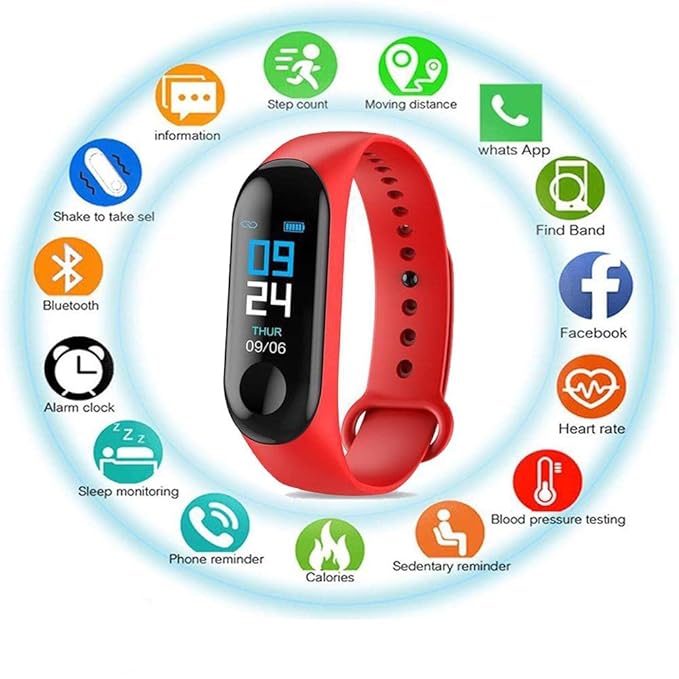 Step count
Moving distance
whats App
Find Band
Facebook
Heart rate
Blood pressure testing
Sedentary reminder
Calories
Phone reminder
Sleep monitoring
Alarm clock
Bluetooth
Shake to take sel
information
09
24
THUR
09/06
z z z
f